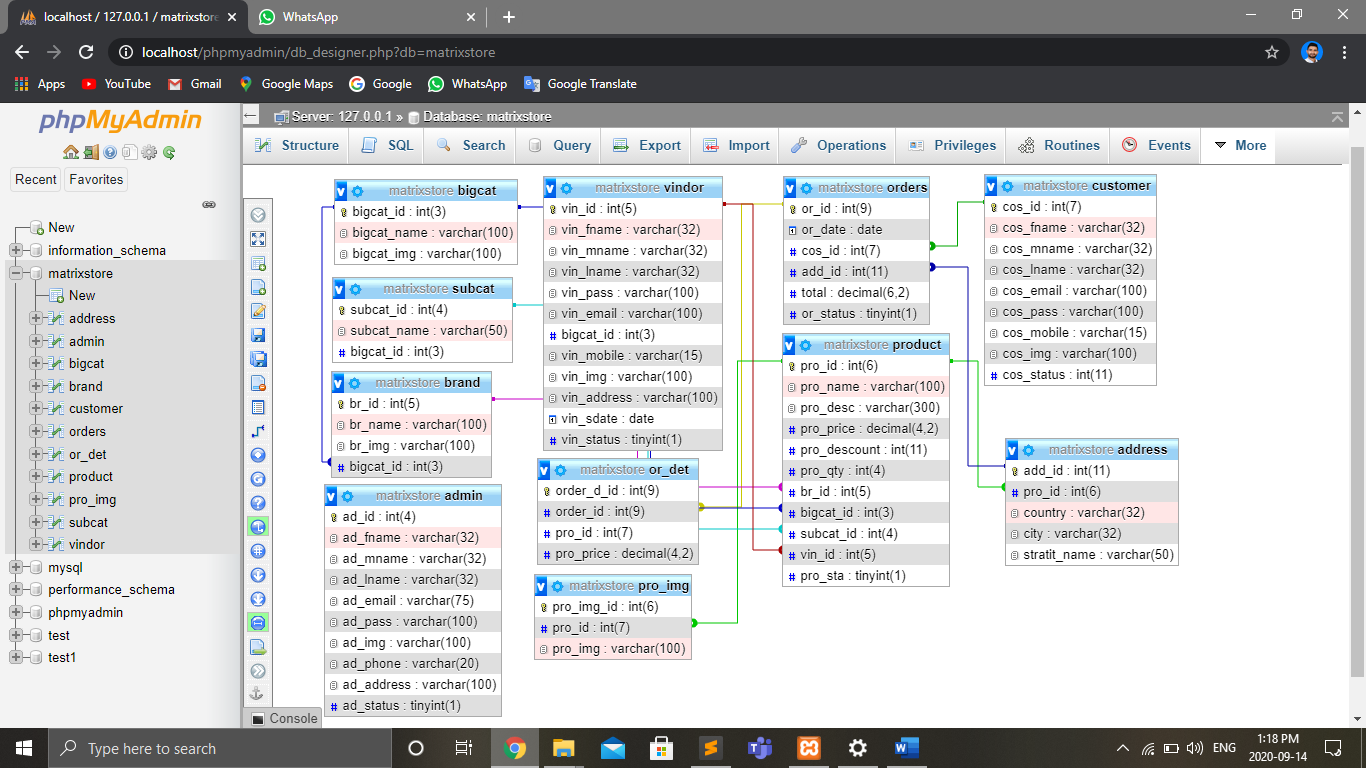 localhost / 127.0.0.1 / matrixstore
WhatsApp
localhost/phpmyadmin/db_designer.php?db=matrixstore
Apps
YouTube
Gmail
Google Maps
Google
WhatsApp
Google Translate
phpMyAdmin
Recent
Favorites
New
information_schema
matrixstore
New
address
admin
bigcat
brand
customer
orders
or_det
product
pro_img
subcat
vindor
mysql
performance_schema
phpmyadmin
test
test1
Server: 127.0.0.1 » Database: matrixstore
Structure
SQL
Search
Query
Export
Import
Operations
Privileges
Routines
Events
More
matrixstore bigcat
bigcat_id : int(3)
bigcat_name : varchar(100)
bigcat_img : varchar(100)
matrixstore subcat
subcat_id : int(4)
subcat_name : varchar(50)
bigcat_id : int(3)
matrixstore brand
br_id : int(5)
br_name : varchar(100)
br_img : varchar(100)
bigcat_id : int(3)
matrixstore admin
ad_id : int(4)
ad_fname : varchar(32)
ad_mname : varchar(32)
ad_lname : varchar(32)
ad_email : varchar(75)
ad_pass : varchar(100)
ad_img : varchar(100)
ad_phone : varchar(20)
ad_address : varchar(100)
ad_status : tinyint(1)
matrixstore vindor
vin_id : int(5)
vin_fname : varchar(32)
vin_mname : varchar(32)
vin_lname : varchar(32)
vin_pass : varchar(100)
vin_email : varchar(100)
bigcat_id : int(3)
vin_mobile : varchar(15)
vin_img : varchar(100)
vin_address : varchar(100)
vin_sdate : date
vin_status : tinyint(1)
matrixstore or_det
order_d_id : int(9)
order_id : int(9)
pro_id : int(7)
pro_price : decimal(4,2)
matrixstore pro_img
pro_img_id : int(6)
pro_id : int(7)
pro_img : varchar(100)
matrixstore orders
or_id : int(9)
or_date : date
cos_id : int(7)
add_id : int(11)
total : decimal(6,2)
or_status : tinyint(1)
matrixstore product
pro_id : int(6)
pro_name : varchar(100)
pro_desc : varchar(300)
pro_price : decimal(4,2)
pro_descount : int(11)
pro_qty : int(4)
br_id : int(5)
bigcat_id : int(3)
subcat_id : int(4)
vin_id : int(5)
pro_sta : tinyint(1)
matrixstore customer
cos_id : int(7)
cos_fname : varchar(32)
cos_mname : varchar(32)
cos_lname : varchar(32)
cos_email : varchar(100)
cos_pass : varchar(100)
cos_mobile : varchar(15)
cos_img : varchar(100)
cos_status : int(11)
matrixstore address
add_id : int(11)
pro_id : int(6)
country : varchar(32)
city : varchar(32)
stratit_name : varchar(50)
Console
Type here to search
ENG
1:18 PM
2020-09-14